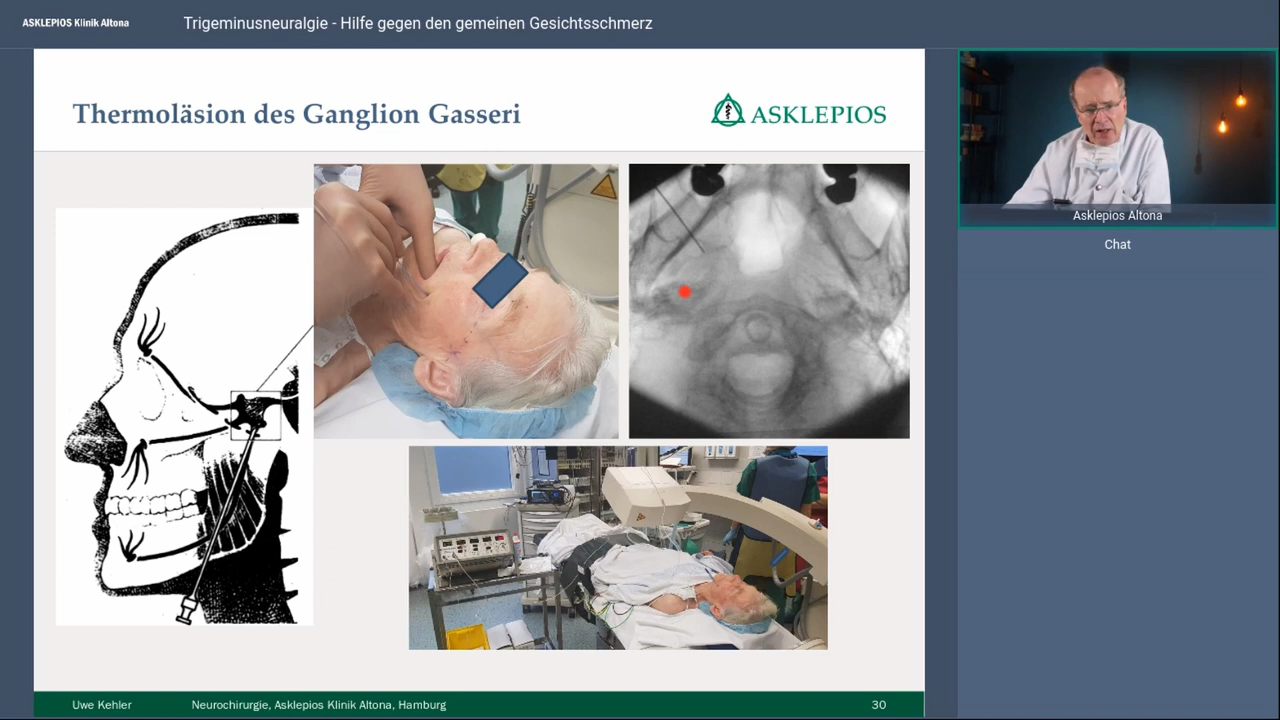 ASKLEPIOS Klinik Altona
Trigeminusneuralgie - Hilfe gegen den gemeinen Gesichtsschmerz
Thermoläsion des Ganglion Gasseri
ASKLEPIOS
Asklepios Altona
Chat
Uwe Kehler
Neurochirurgie, Asklepios Klinik Altona, Hamburg
30